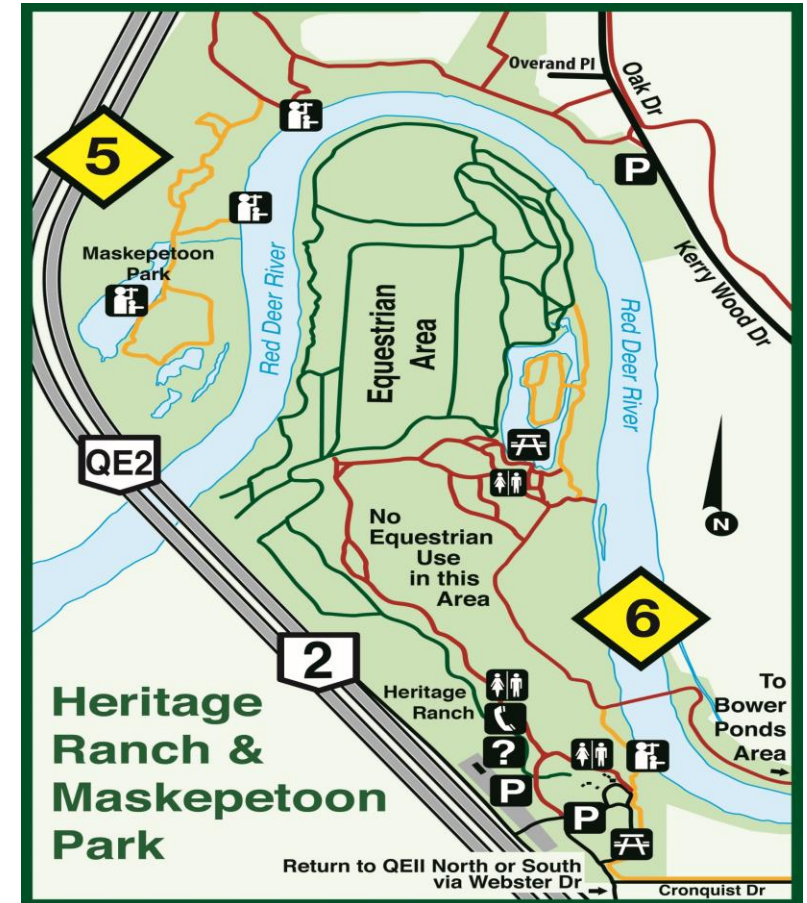 Overand Pl
Oak Dr
5
P
Maskepetoon
Park
Kerry Wood Dr
Red Deer River
Equestrian
Area
Red Deer River
QE2
N
No
Equestrian
Use
in this
Area
6
2
Heritage
Ranch
?
P
P
To
Bower
Ponds
Area
Heritage
Ranch &
Maskepetoon
Park
Return to QEII North or South
via Webster Dr
Cronquist Dr